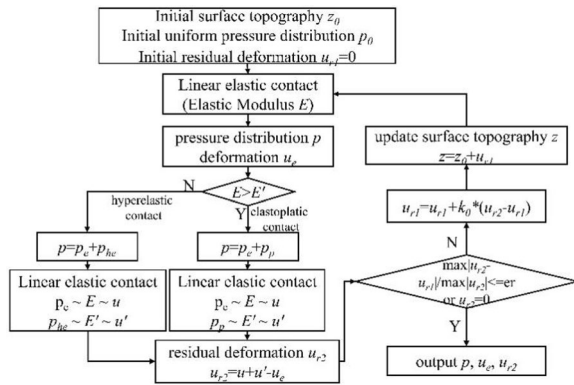 Initial surface topography z0
Initial uniform pressure distribution p0
Initial residual deformation ur1=0
Linear elastic contact
(Elastic Modulus E)
pressure distribution p
deformation ue
N
E>E'
hyperelastic
contact
Y
elastoplatic
contact
p=pe+phe
p=pe+pp
Linear elastic contact
pe ~ E ~ u
phe ~ E' ~ u'
Linear elastic contact
pe ~ E ~ u
pp ~ E' ~ u'
residual deformation ur2
ur2=u+u'-ue
update surface topography z
z=z0+ur1
ur1=ur1+k0*(ur2-ur1)
N
max|ur2-
ur1|/max|ur2|<=er
or ur2=0
Y
output p, ue, ur2